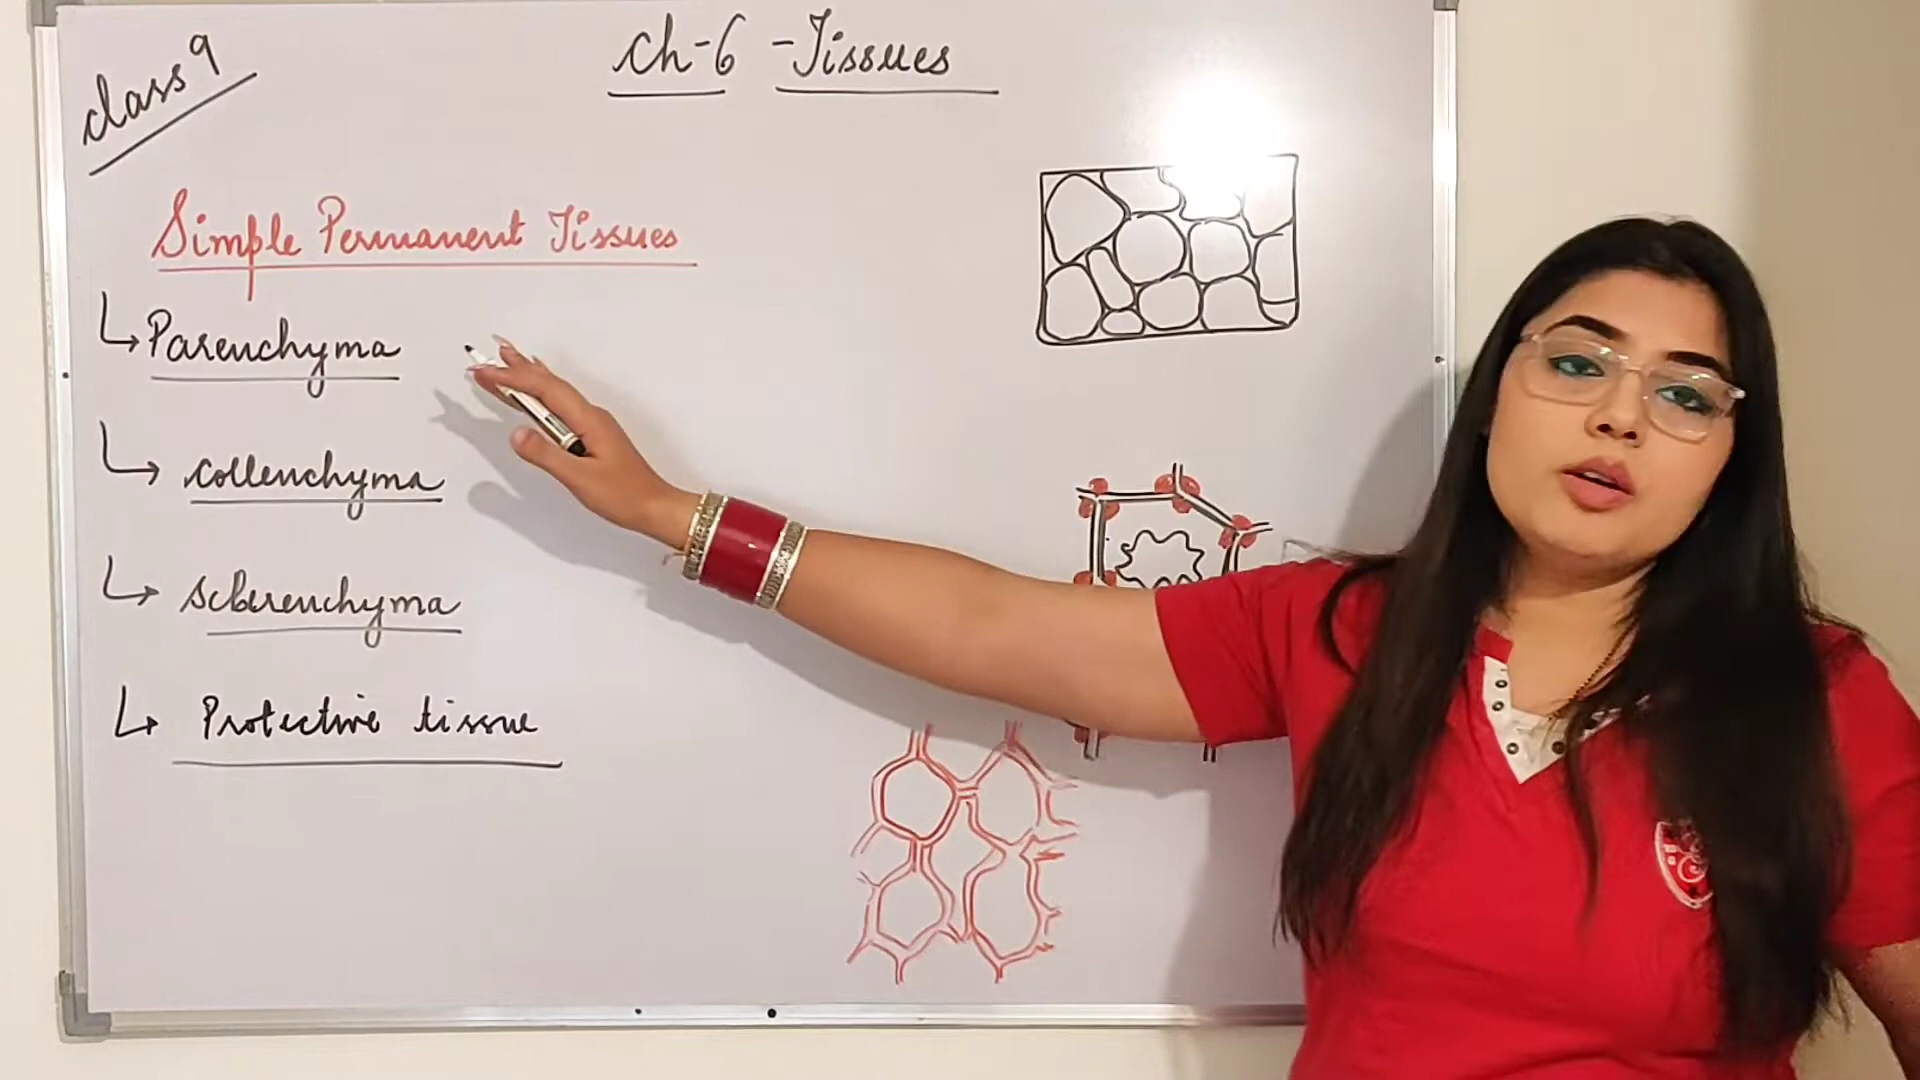 class 9
ch-6 - Tissues
Simple Permanent Tissues
Parenchyma
collenchyma
sclerenchyma
Protective tissue